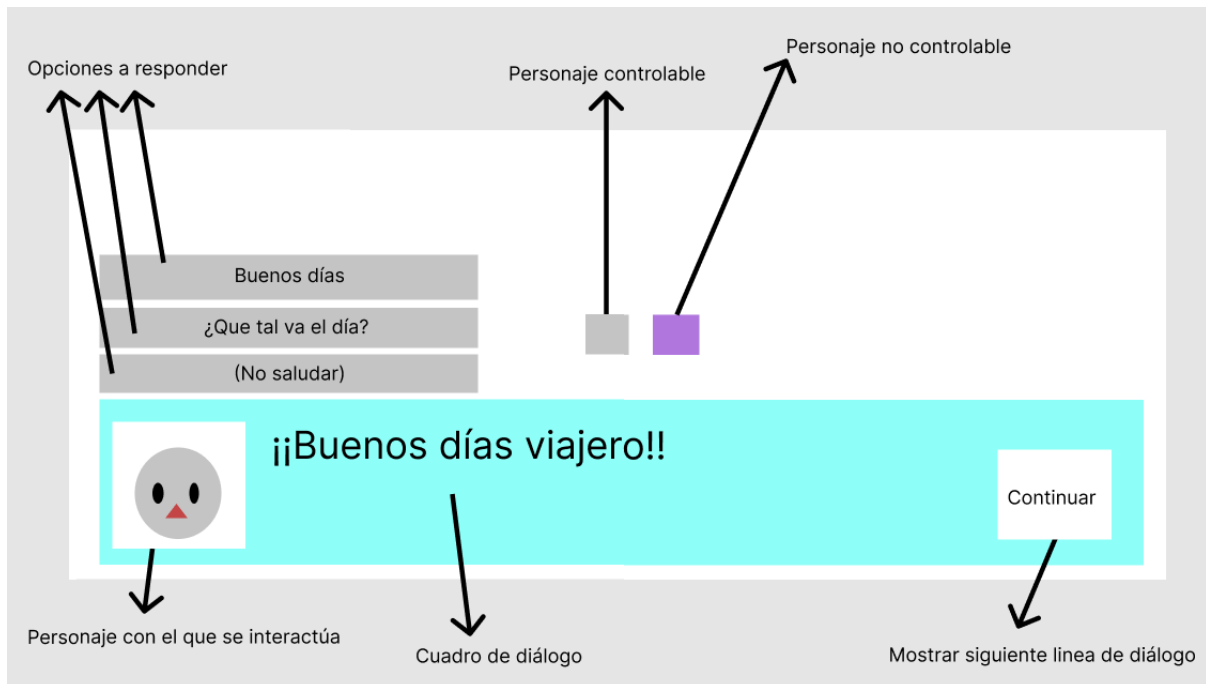 Personaje no controlable
Opciones a responder
Personaje controlable
Buenos días
¿Que tal va el día?
(No saludar)
¡¡Buenos días viajero!!
Continuar
Personaje con el que se interactúa
Cuadro de diálogo
Mostrar siguiente linea de diálogo